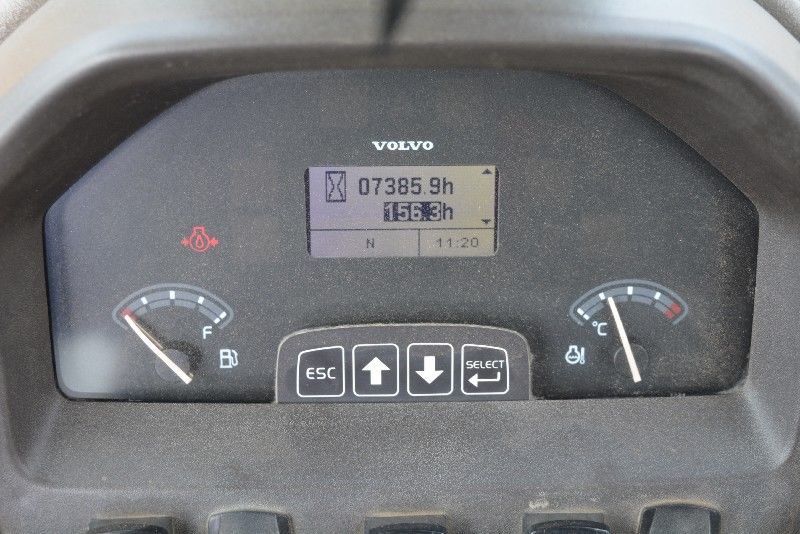 VOLVO
07385.9h
156.3h
N 11:20
F
°C
ESC SELECT